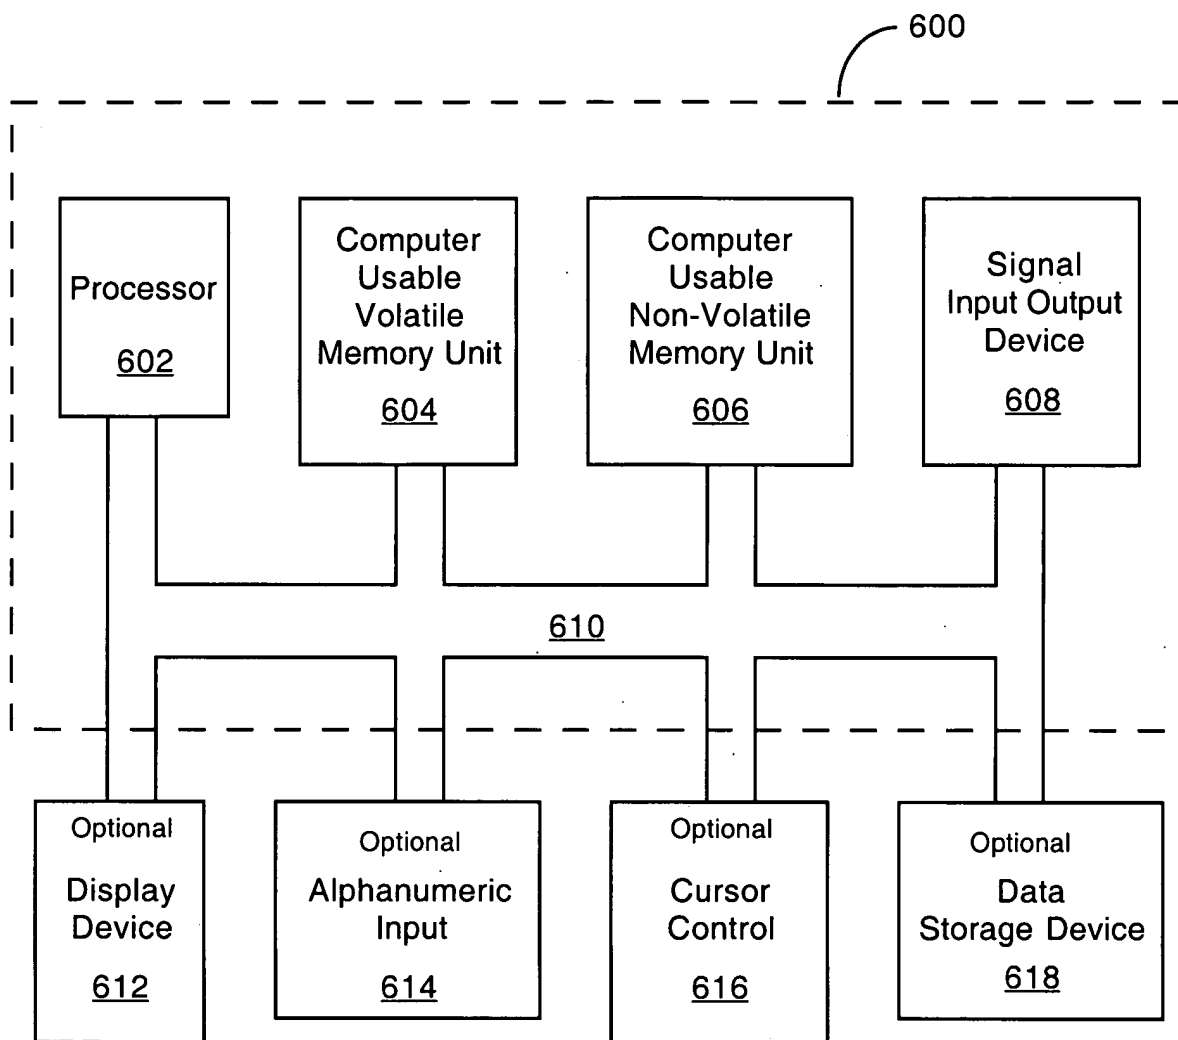 600
Processor
602
Computer
Usable
Volatile
Memory Unit
604
Computer
Usable
Non-Volatile
Memory Unit
606
Signal
Input Output
Device
608
610
Optional
Display
Device
612
Optional
Alphanumeric
Input
614
Optional
Cursor
Control
616
Optional
Data
Storage Device
618